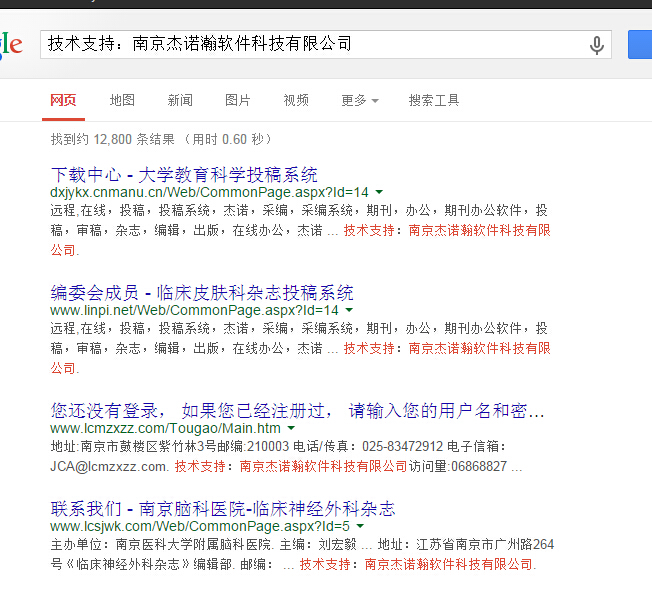 gle
技术支持：南京杰诺瀚软件科技有限公司
网页 地图 新闻 图片 视频 更多 搜索工具
找到约 12,800 条结果 （用时 0.60 秒）
下载中心 - 大学教育科学投稿系统
dxjykx.cnmanu.cn/Web/CommonPage.aspx?Id=14
远程,在线，投稿，投稿系统，杰诺，采编，采编系统，期刊，办公，期刊办公软件，投
稿，审稿，杂志，编辑，出版，在线办公，杰诺 ... 技术支持：南京杰诺瀚软件科技有限
公司.
编委会成员 - 临床皮肤科杂志投稿系统
www.linpi.net/Web/CommonPage.aspx?Id=14
远程,在线，投稿，投稿系统，杰诺，采编，采编系统，期刊，办公，期刊办公软件，投
稿，审稿，杂志，编辑，出版，在线办公，杰诺 ... 技术支持：南京杰诺瀚软件科技有限
公司.
您还没有登录， 如果您已经注册过， 请输入您的用户名和密...
www.lcmzxzz.com/Tougao/Main.htm
地址:南京市鼓楼区紫竹林3号邮编:210003 电话/传真：025-83472912 电子信箱：
JCA@lcmzxzz.com. 技术支持：南京杰诺瀚软件科技有限公司访问量:06868827 ...
联系我们 - 南京脑科医院-临床神经外科杂志
www.lcsjwk.com/Web/CommonPage.aspx?Id=5
主办单位：南京医科大学附属脑科医院. 主编：刘宏毅 ... 地址：江苏省南京市广州路264
号《临床神经外科杂志》编辑部. 邮编： ... 技术支持：南京杰诺瀚软件科技有限公司.